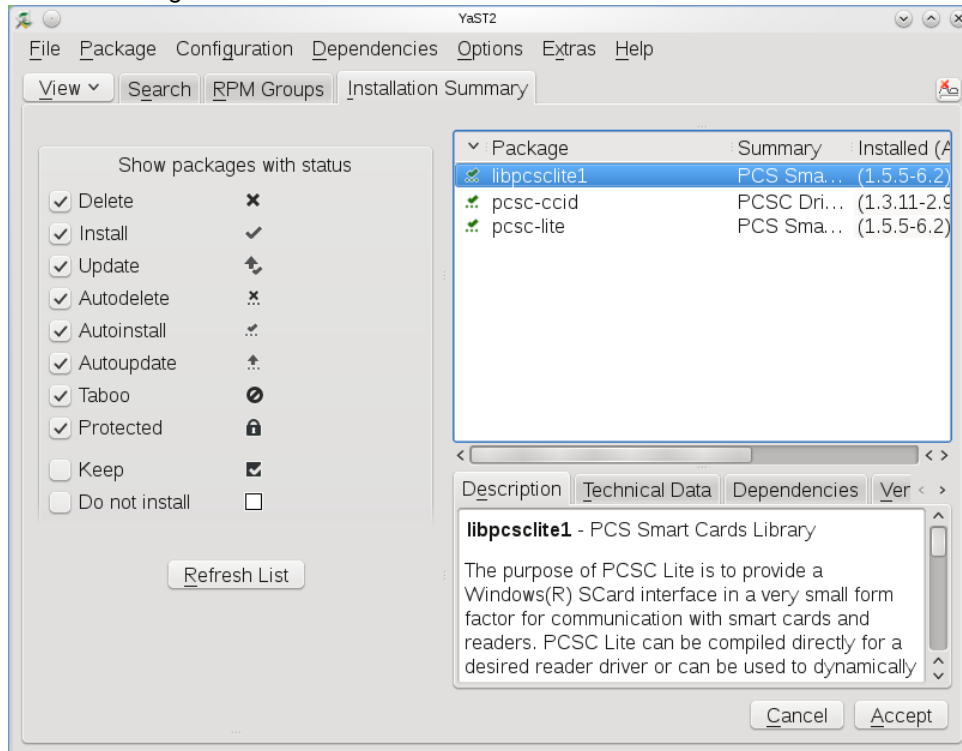 YaST2
File Package Configuration Dependencies Options Extras Help
View Search RPM Groups Installation Summary
Show packages with status
Delete
Install
Update
Autodelete
Autoinstall
Autoupdate
Taboo
Protected
Keep
Do not install
Refresh List
Package Summary Installed (A
libpcsclite1 PCS Sma... (1.5.5-6.2)
pcsc-ccid PCSC Dri... (1.3.11-2.9
pcsc-lite PCS Sma... (1.5.5-6.2)
Description Technical Data Dependencies Ver
libpcsclite1 - PCS Smart Cards Library
The purpose of PCSC Lite is to provide a
Windows(R) SCard interface in a very small form
factor for communication with smart cards and
readers. PCSC Lite can be compiled directly for a
desired reader driver or can be used to dynamically
Cancel Accept